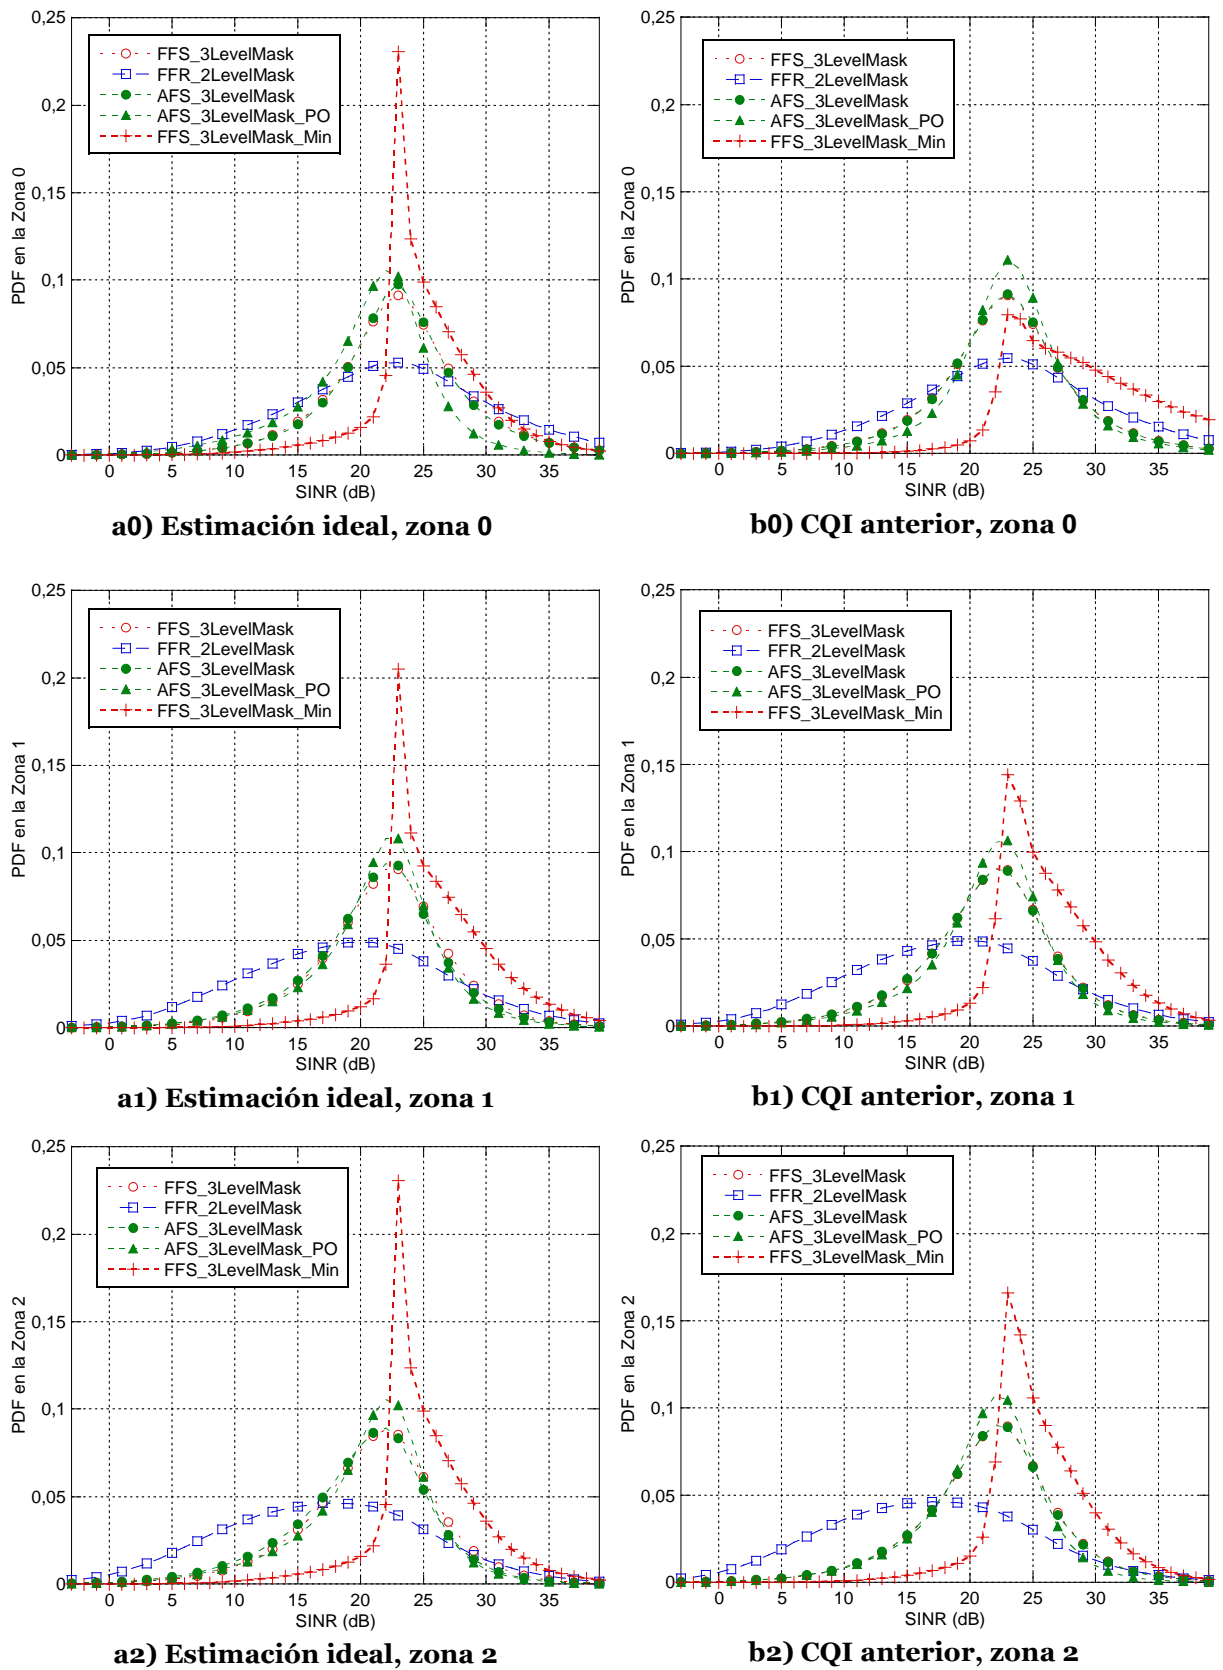 0,25
0,2
0,15
0,1
0,05
0
PDF en la Zona 0
FFS_3LevelMask
FFR_2LevelMask
AFS_3LevelMask
AFS_3LevelMask_PO
FFS_3LevelMask_Min
0 5 10 15 20 25 30 35
SINR (dB)
a0) Estimación ideal, zona 0
0,25
0,2
0,15
0,1
0,05
0
PDF en la Zona 0
FFS_3LevelMask
FFR_2LevelMask
AFS_3LevelMask
AFS_3LevelMask_PO
FFS_3LevelMask_Min
0 5 10 15 20 25 30 35
SINR (dB)
b0) CQI anterior, zona 0
0,25
0,2
0,15
0,1
0,05
0
PDF en la Zona 1
FFS_3LevelMask
FFR_2LevelMask
AFS_3LevelMask
AFS_3LevelMask_PO
FFS_3LevelMask_Min
0 5 10 15 20 25 30 35
SINR (dB)
a1) Estimación ideal, zona 1
0,25
0,2
0,15
0,1
0,05
0
PDF en la Zona 1
FFS_3LevelMask
FFR_2LevelMask
AFS_3LevelMask
AFS_3LevelMask_PO
FFS_3LevelMask_Min
0 5 10 15 20 25 30 35
SINR (dB)
b1) CQI anterior, zona 1
0,25
0,2
0,15
0,1
0,05
0
PDF en la Zona 2
FFS_3LevelMask
FFR_2LevelMask
AFS_3LevelMask
AFS_3LevelMask_PO
FFS_3LevelMask_Min
0 5 10 15 20 25 30 35
SINR (dB)
a2) Estimación ideal, zona 2
0,25
0,2
0,15
0,1
0,05
0
PDF en la Zona 2
FFS_3LevelMask
FFR_2LevelMask
AFS_3LevelMask
AFS_3LevelMask_PO
FFS_3LevelMask_Min
0 5 10 15 20 25 30 35
SINR (dB)
b2) CQI anterior, zona 2